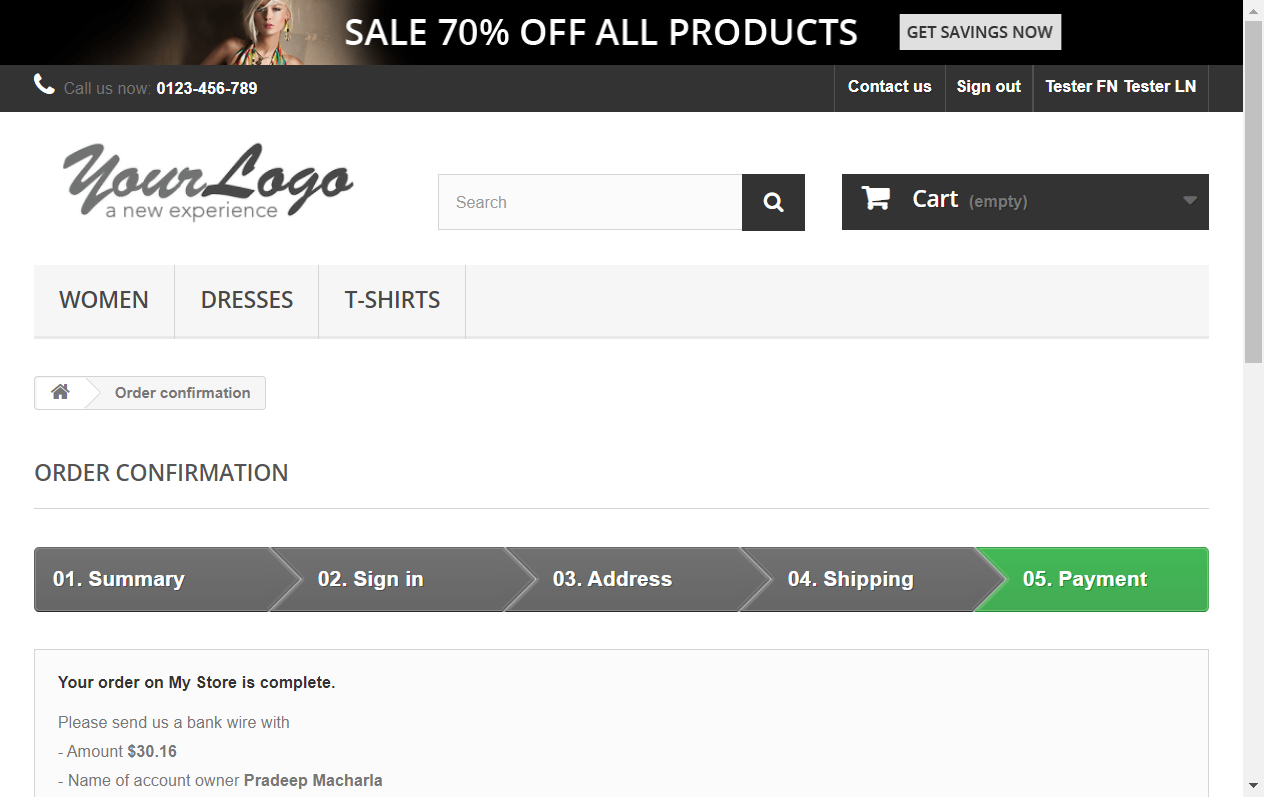 SALE 70% OFF ALL PRODUCTS
GET SAVINGS NOW
Call us now: 0123-456-789
Contact us
Sign out
Tester FN Tester LN
YourLogo
a new experience
Search
Cart (empty)
WOMEN
DRESSES
T-SHIRTS
Order confirmation
ORDER CONFIRMATION
01. Summary
02. Sign in
03. Address
04. Shipping
05. Payment
Your order on My Store is complete.
Please send us a bank wire with
- Amount $30.16
- Name of account owner Pradeep Macharla